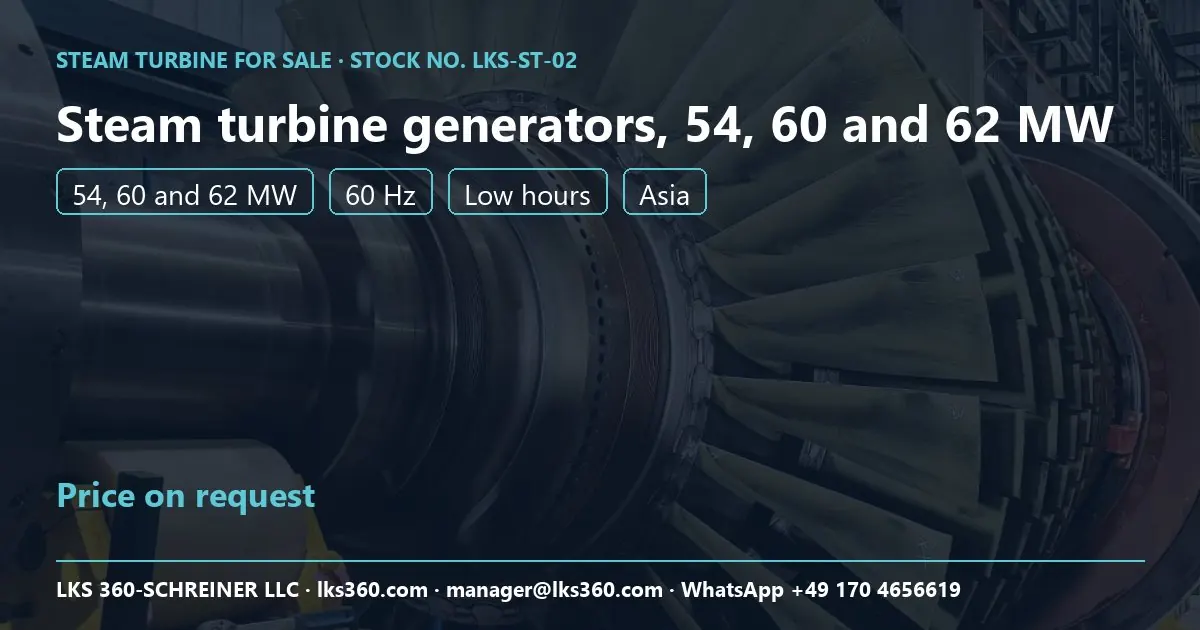 STEAM TURBINE FOR SALE · STOCK NO. LKS-ST-02
Steam turbine generators, 54, 60 and 62 MW
54, 60 and 62 MW
60 Hz
Low hours
Asia
Price on request
LKS 360-SCHREINER LLC · lks360.com · manager@lks360.com · WhatsApp +49 170 4656619